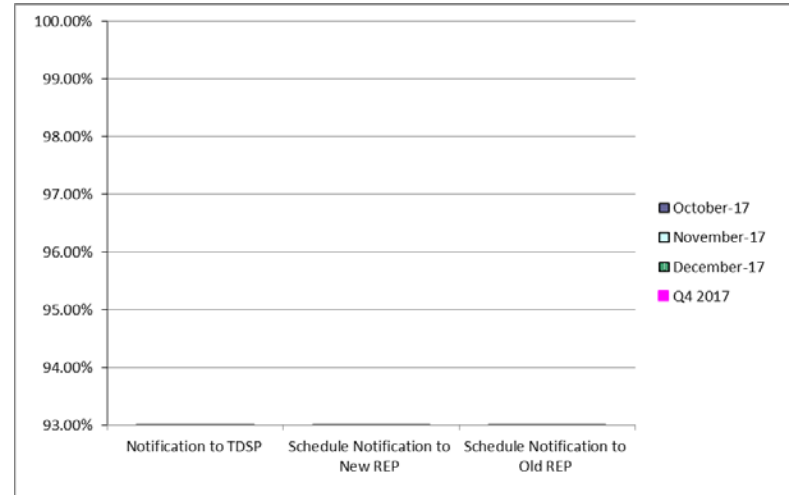 100.00%
99.00%
98.00%
97.00%
96.00%
95.00%
94.00%
93.00%
Notification to TDSP
Schedule Notification to
New REP
Schedule Notification to
Old REP
October-17
November-17
December-17
Q4 2017